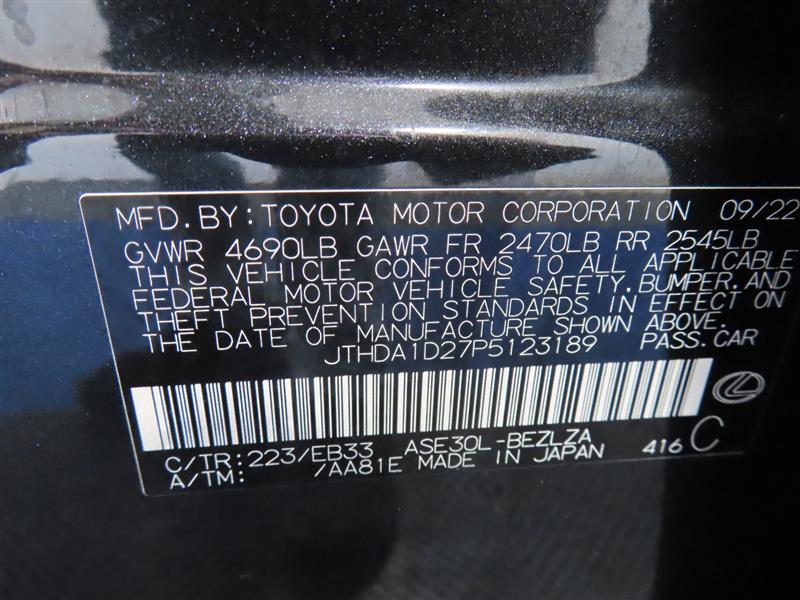 MFD. BY: TOYOTA MOTOR CORPORATION 09/22
GVWR 4690LB GAWR FR 2470LB RR 2545LB
THIS VEHICLE CONFORMS TO ALL APPLICABLE
FEDERAL MOTOR VEHICLE SAFETY, BUMPER, AND
THEFT PREVENTION STANDARDS IN EFFECT ON
THE DATE OF MANUFACTURE SHOWN ABOVE.
JTHDA1D27P5123189 PASS. CAR
C/TR: 223/EB33 ASE30L-BEZLZA
A/TM: /AA81E MADE IN JAPAN 416 C